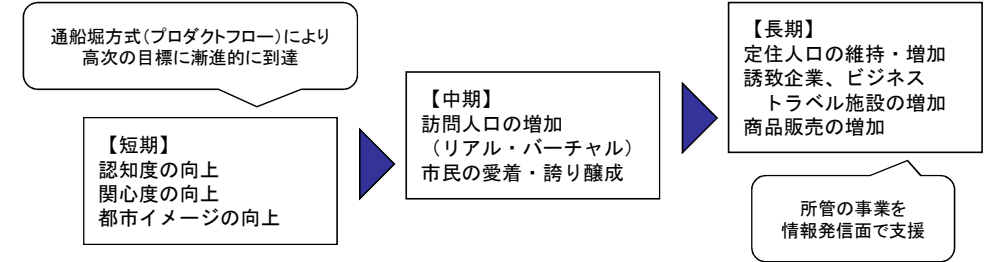 通船堀方式（プロダクトフロー）により
高次の目標に漸進的に到達
【短期】
認知度の向上
関心度の向上
都市イメージの向上
【中期】
訪問人口の増加
（リアル・バーチャル）
市民の愛着・誇り醸成
【長期】
定住人口の維持・増加
誘致企業、ビジネス
トラベル施設の増加
商品販売の増加
所管の事業を
情報発信面で支援